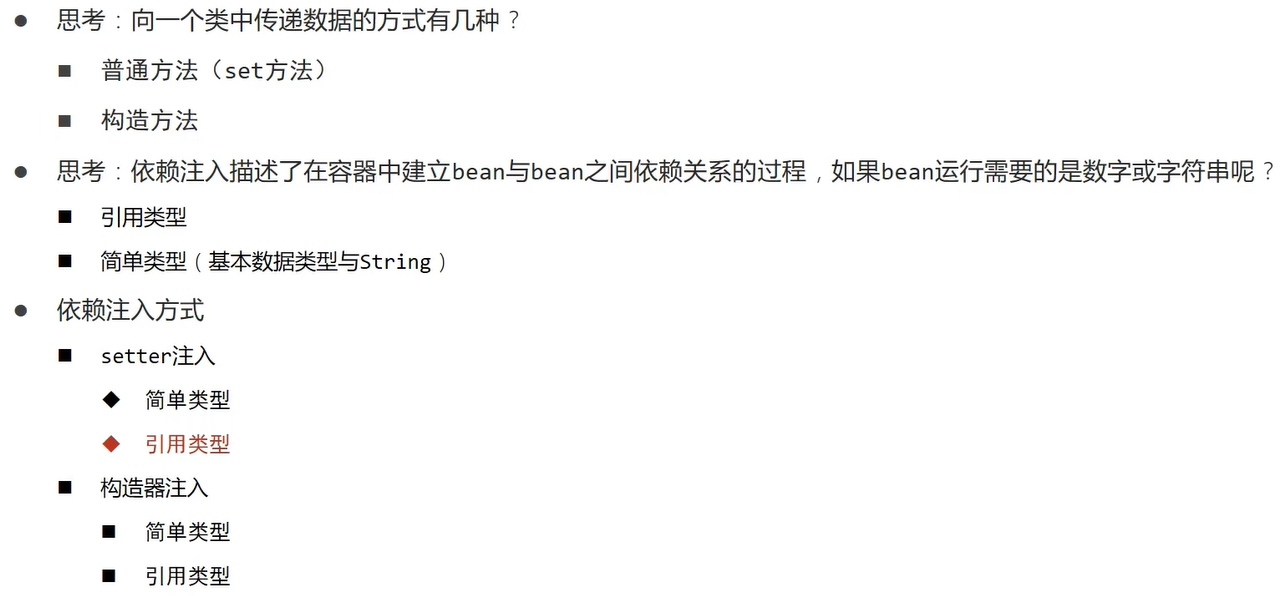 思考：向一个类中传递数据的方式有几种？
普通方法（set方法）
构造方法
思考：依赖注入描述了在容器中建立bean与bean之间依赖关系的过程，如果bean运行需要的是数字或字符串呢？
引用类型
简单类型（基本数据类型与String）
依赖注入方式
setter注入
简单类型
引用类型
构造器注入
简单类型
引用类型